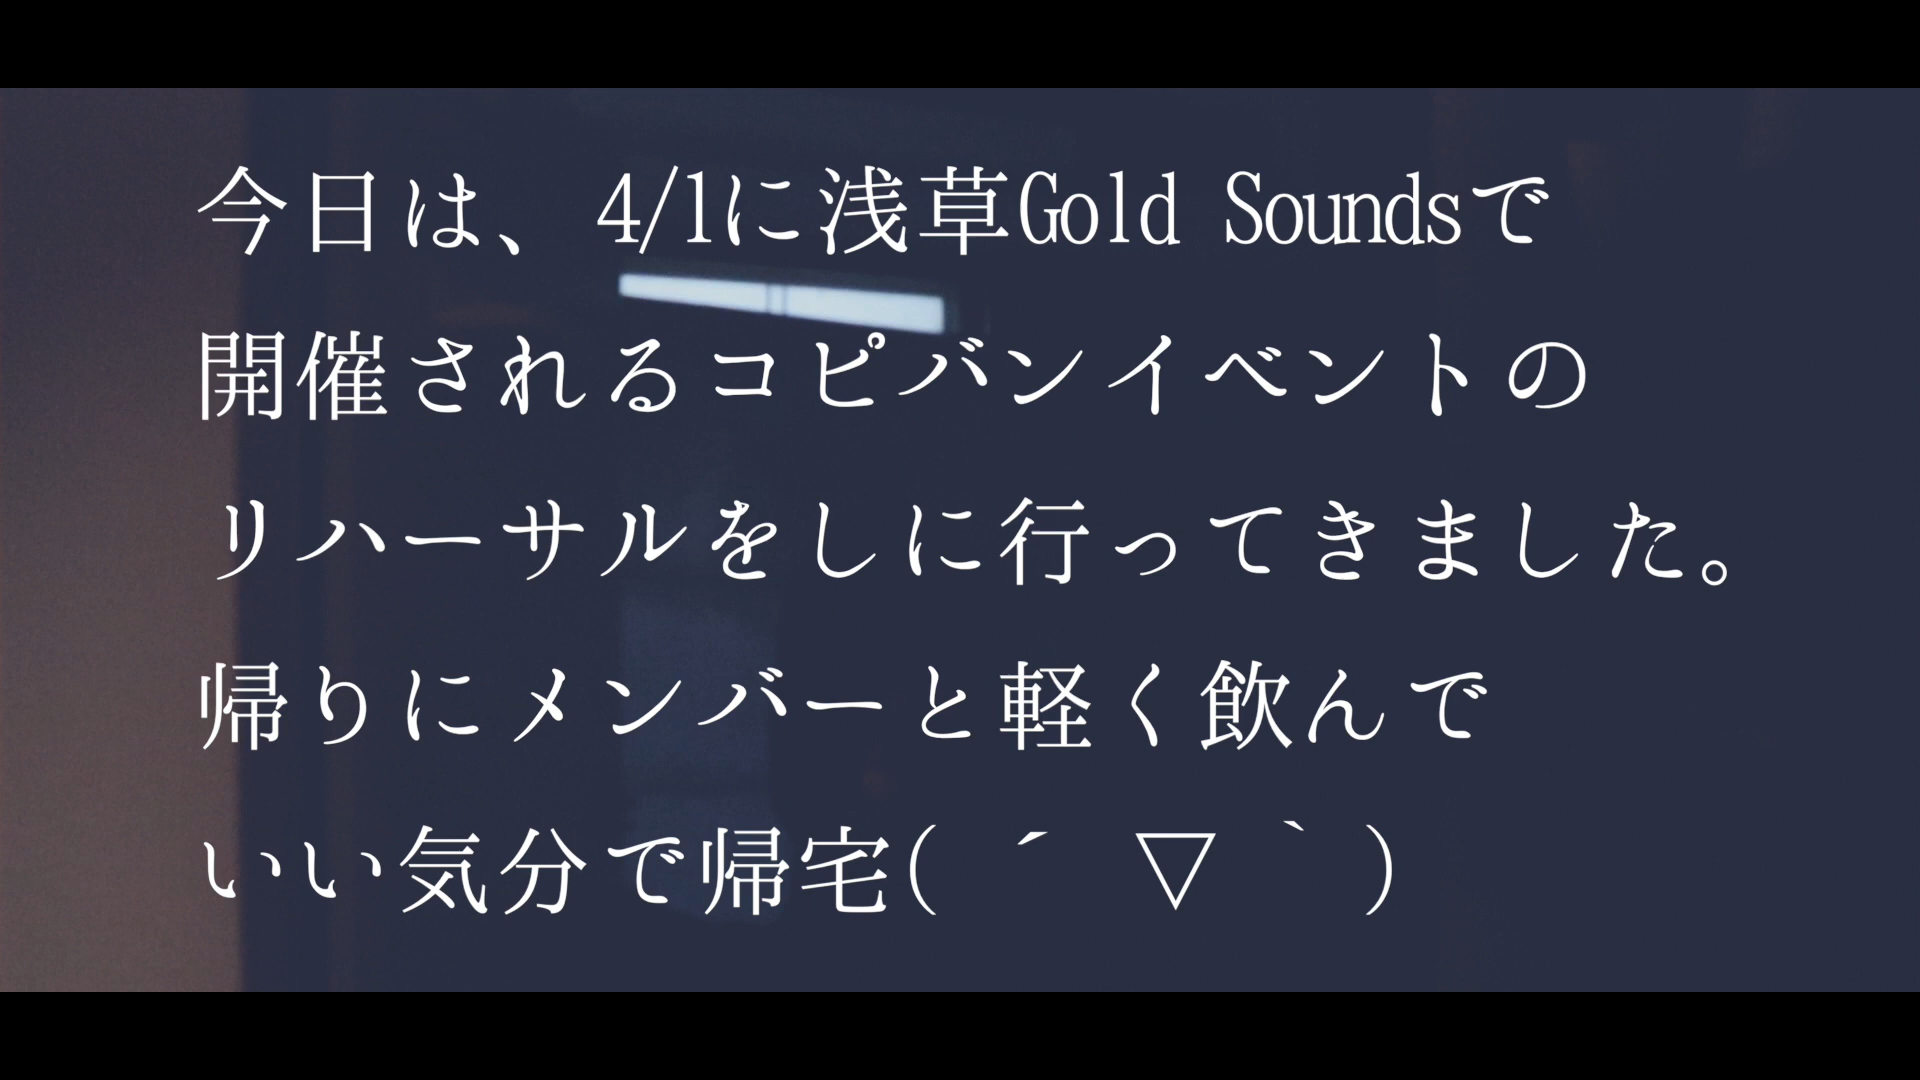 今日は、4/1に浅草Gold Soundsで
開催されるコピバンイベントの
リハーサルをしに行ってきました。
帰りにメンバーと軽く飲んで
いい気分で帰宅( ´ ▽ ` )